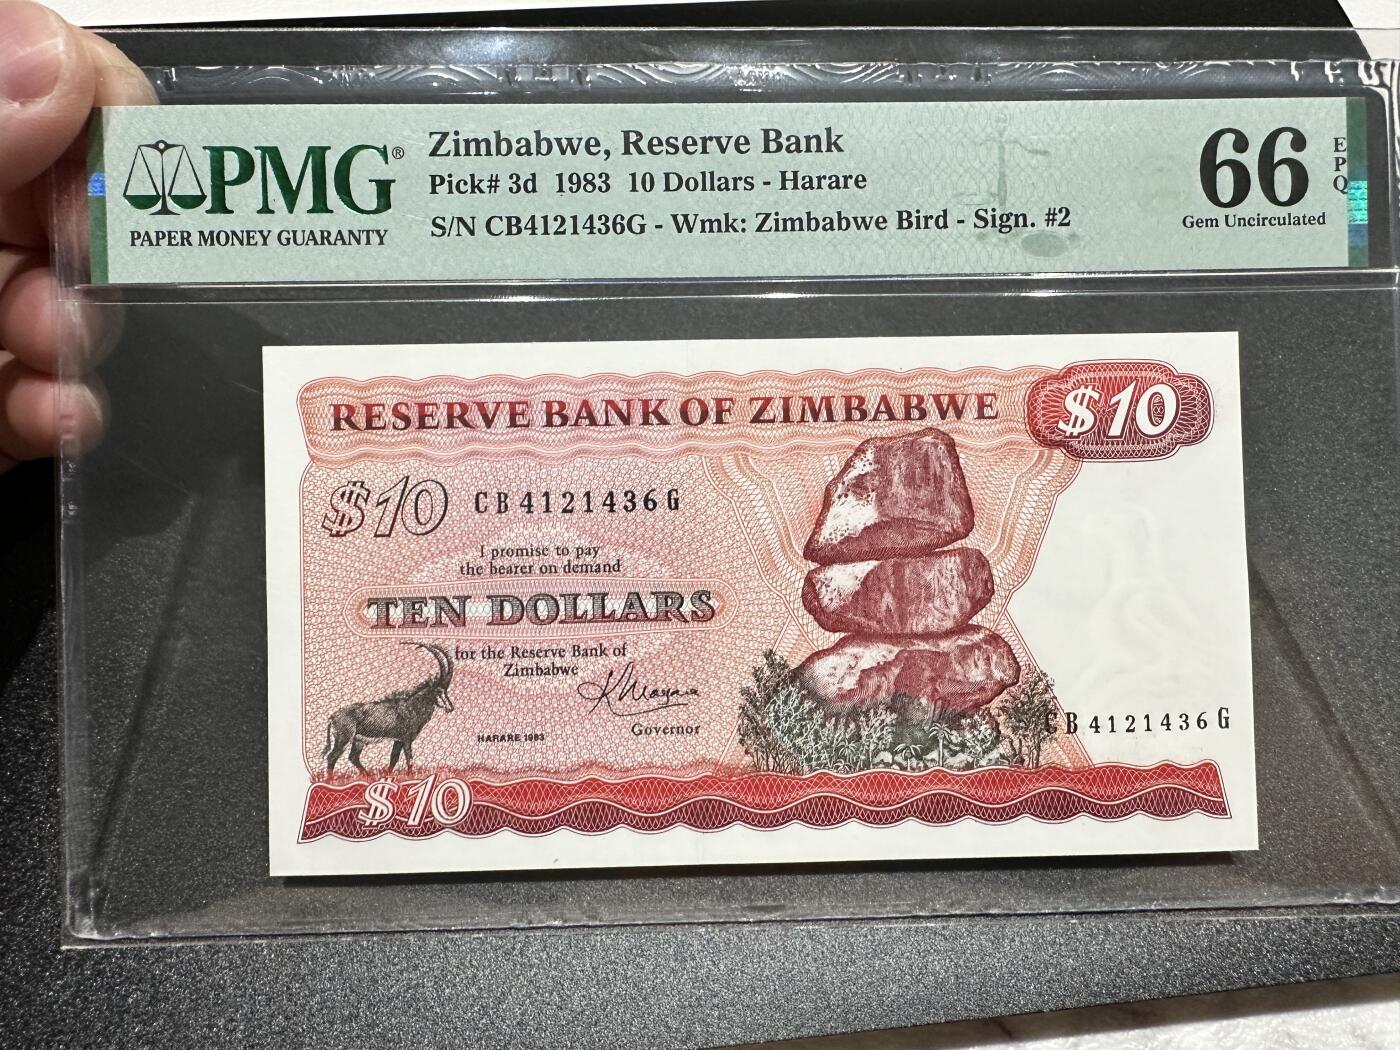 PMG®
PAPER MONEY GUARANTY
Zimbabwe, Reserve Bank
Pick# 3d 1983 10 Dollars - Harare
S/N CB4121436G - Wmk: Zimbabwe Bird - Sign. #2
66
EPQ
Gem Uncirculated
RESERVE BANK OF ZIMBABWE
$10
$10
CB4121436G
I promise to pay
the bearer on demand
TEN DOLLARS
for the Reserve Bank of
Zimbabwe
Governor
HARARE 1983
CB4121436G
$10